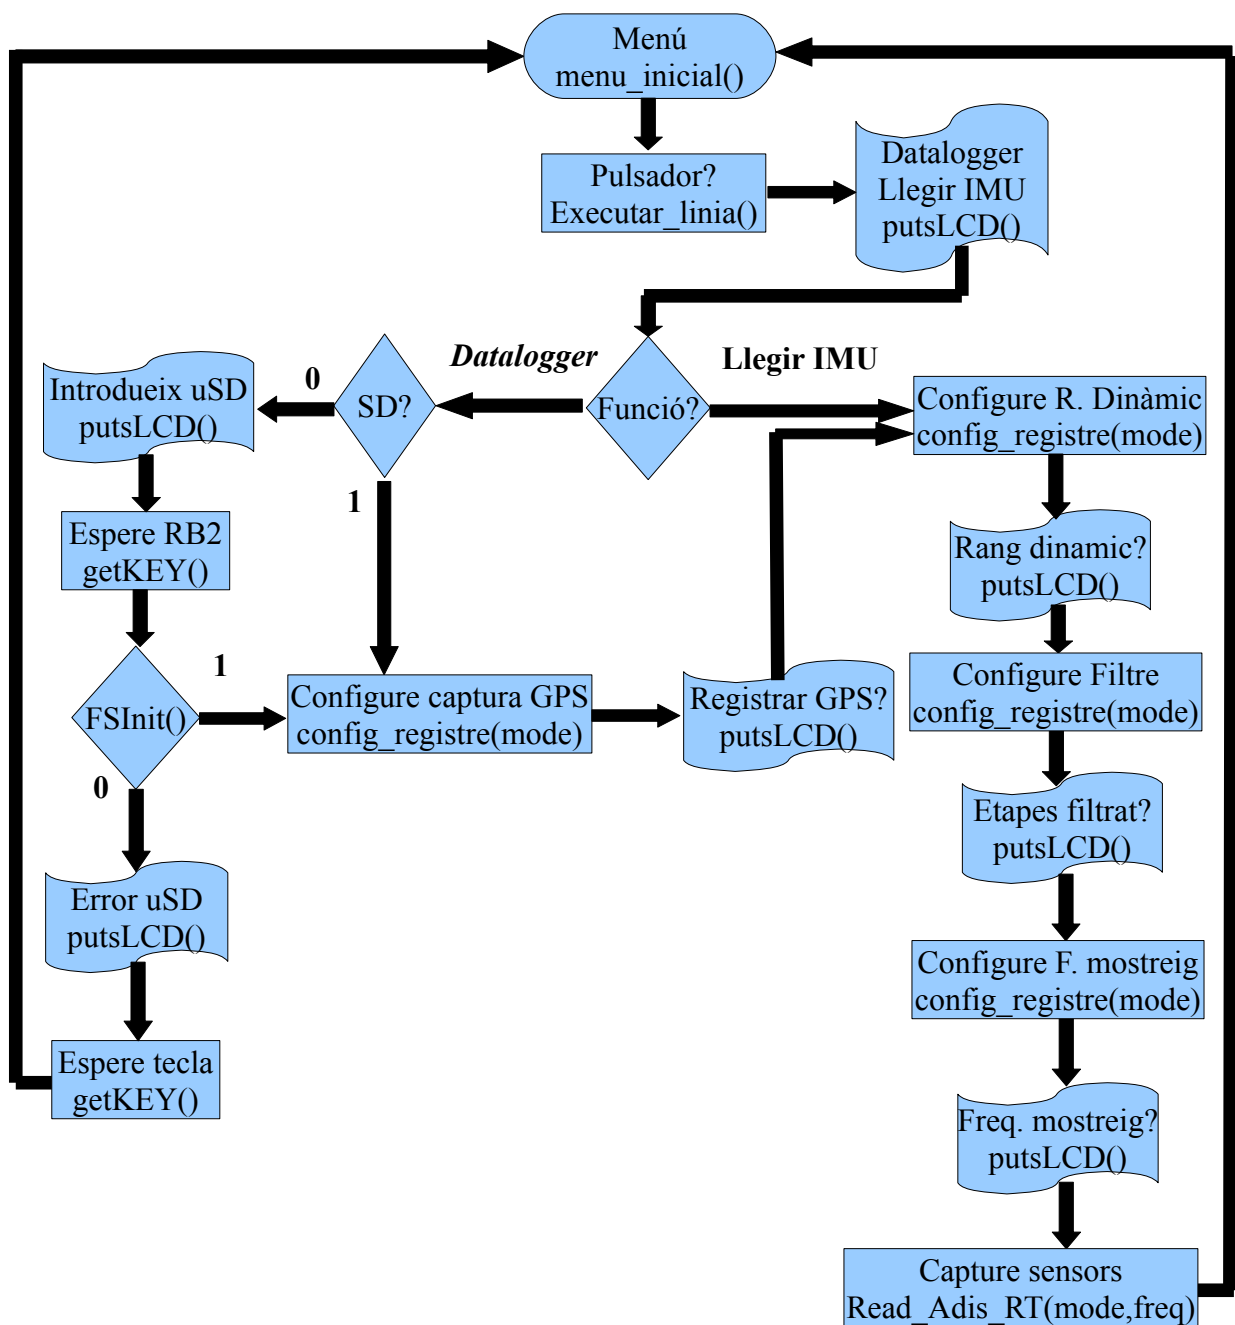 Menú
menu_inicial()
Pulsador?
Executar_linia()
Datalogger
Llegir IMU
putsLCD()
Datalogger
Llegir IMU
Funció?
SD?
0
1
Introdueix uSD
putsLCD()
Espere RB2
getKEY()
FSInit()
1
0
Configure captura GPS
config_registre(mode)
Registrar GPS?
putsLCD()
Error uSD
putsLCD()
Espere tecla
getKEY()
Configure R. Dinàmic
config_registre(mode)
Rang dinamic?
putsLCD()
Configure Filtre
config_registre(mode)
Etapes filtrat?
putsLCD()
Configure F. mostreig
config_registre(mode)
Freq. mostreig?
putsLCD()
Capture sensors
Read_Adis_RT(mode,freq)